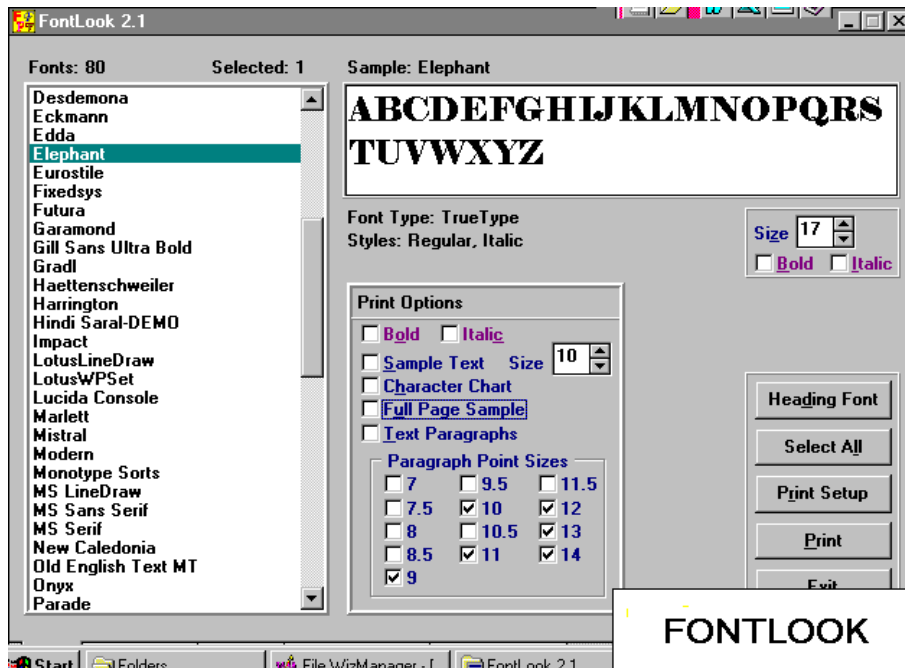 FontLook 2.1
Fonts: 80 Selected: 1 Sample: Elephant
Desdemona
Eckmann
Edda
Elephant
Eurostile
Fixedsys
Futura
Garamond
Gill Sans Ultra Bold
Gradl
Haettenschweiler
Harrington
Hindi Saral-DEMO
Impact
LotusLineDraw
LotusWPSet
Lucida Console
Marlett
Mistral
Modern
Monotype Sorts
MS LineDraw
MS Sans Serif
MS Serif
New Caledonia
Old English Text MT
Onyx
Parade
ABCDEFGHIJKLMNOPQRS
TUVWXYZ
Font Type: TrueType
Styles: Regular, Italic
Size 17
Bold Italic
Print Options
Bold Italic
Sample Text Size 10
Character Chart
Full Page Sample
Text Paragraphs
Paragraph Point Sizes
7 9.5 11.5
7.5 10 12
8 10.5 13
8.5 11 14
9
Heading Font
Select All
Print Setup
Print
Exit
FONTLOOK
Start Folders File WizManager - [ FontLook 2.1